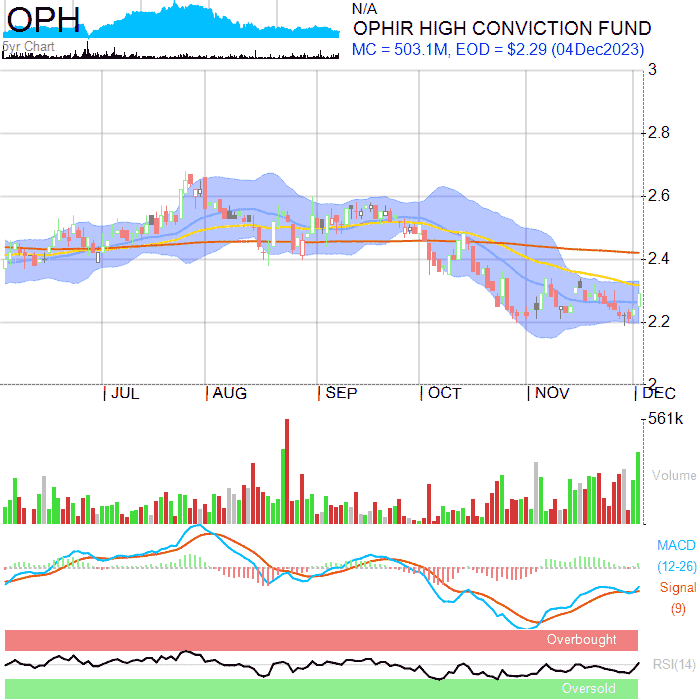 OPH
5yr Chart
N/A
OPHIR HIGH CONVICTION FUND
MC = 503.1M, EOD = $2.29 (04Dec2023)
3
2.8
2.6
2.4
2.2
2
JUL AUG SEP OCT NOV DEC
561k
Volume
MACD
(12-26)
Signal
(9)
Overbought
RSI(14)
Oversold